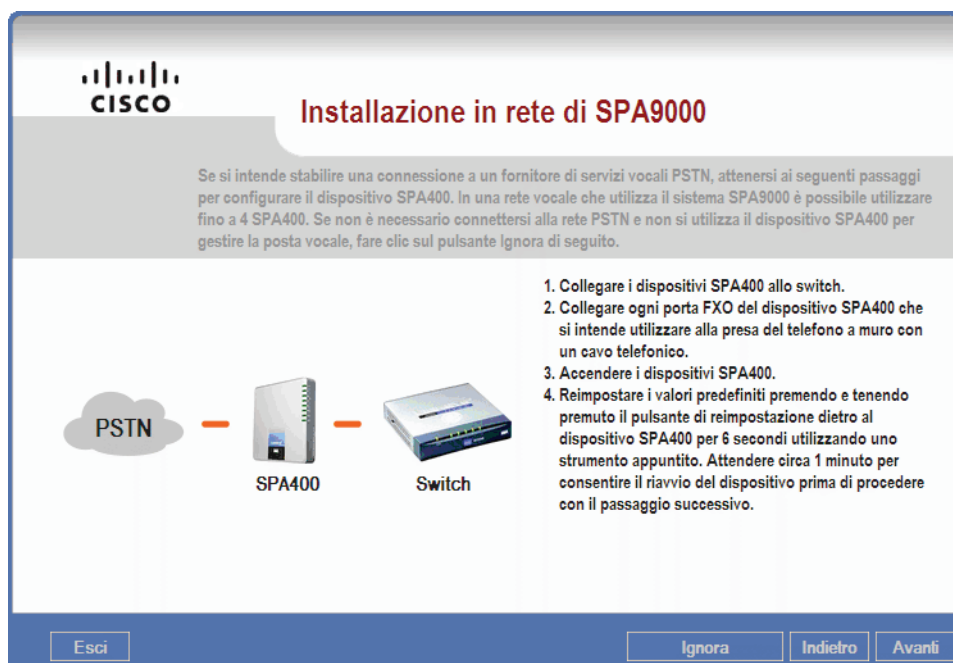 CISCO
Installazione in rete di SPA9000
Se si intende stabilire una connessione a un fornitore di servizi vocali PSTN, attenersi ai seguenti passaggi
per configurare il dispositivo SPA400. In una rete vocale che utilizza il sistema SPA9000 è possibile utilizzare
fino a 4 SPA400. Se non è necessario connettersi alla rete PSTN e non si utilizza il dispositivo SPA400 per
gestire la posta vocale, fare clic sul pulsante Ignora di seguito.
1. Collegare i dispositivi SPA400 allo switch.
2. Collegare ogni porta FXO del dispositivo SPA400 che
si intende utilizzare alla presa del telefono a muro con
un cavo telefonico.
3. Accendere i dispositivi SPA400.
4. Reimpostare i valori predefiniti premendo e tenendo
premuto il pulsante di reimpostazione dietro al
dispositivo SPA400 per 6 secondi utilizzando uno
strumento appuntito. Attendere circa 1 minuto per
consentire il riavvio del dispositivo prima di procedere
con il passaggio successivo.
PSTN
SPA400
Switch
Esci
Ignora
Indietro
Avanti